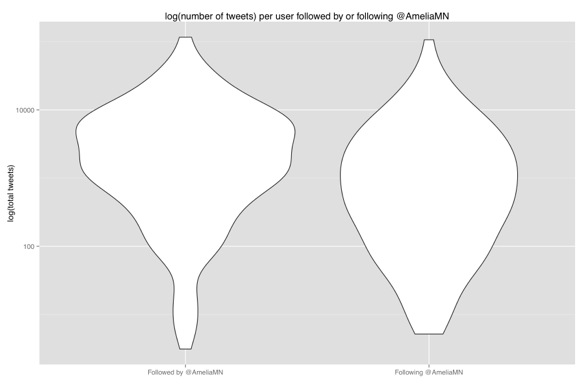 log(number of tweets) per user followed by or following @AmeliaMN
10000
log(total tweets)
100
Followed by @AmeliaMN
Following @AmeliaMN